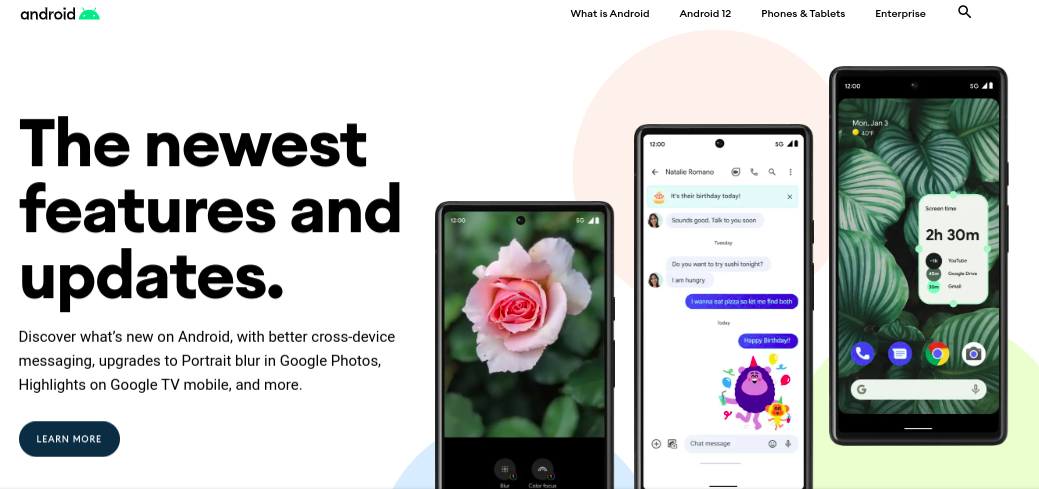 android
What is Android
Android 12
Phones & Tablets
Enterprise
The newest
features and
updates.
Discover what's new on Android, with better cross-device
messaging, upgrades to Portrait blur in Google Photos,
Highlights on Google TV mobile, and more.
LEARN MORE
12:00
5G
Blur
Color focus
12:00
5G
Natalie Romano
It's their birthday today!
Sounds good. Talk to you soon
Tuesday
Do you want to try sushi tonight?
I am hungry
I wanna eat pizza so let me find both
Today
Happy Birthday!!
Chat message
12:00
5G
Mon, Jan 3
40°F
Screen time
2h 30m
YouTube
Google Drive
Gmail
G